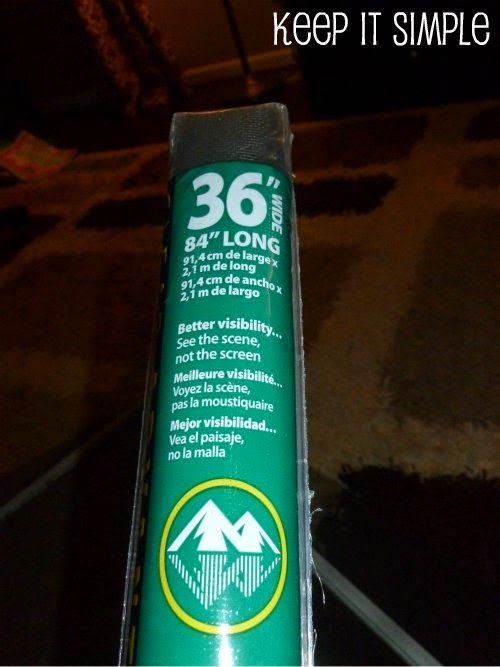 KEEP IT SIMPLE
36" WIDE
84" LONG
91,4 cm de large x
2,1 m de long
91,4 cm de ancho x
2,1 m de largo
Better visibility...
See the scene,
not the screen
Meilleure visibilité...
Voyez la scène,
pas la moustiquaire
Mejor visibilidad...
Vea el paisaje,
no la malla